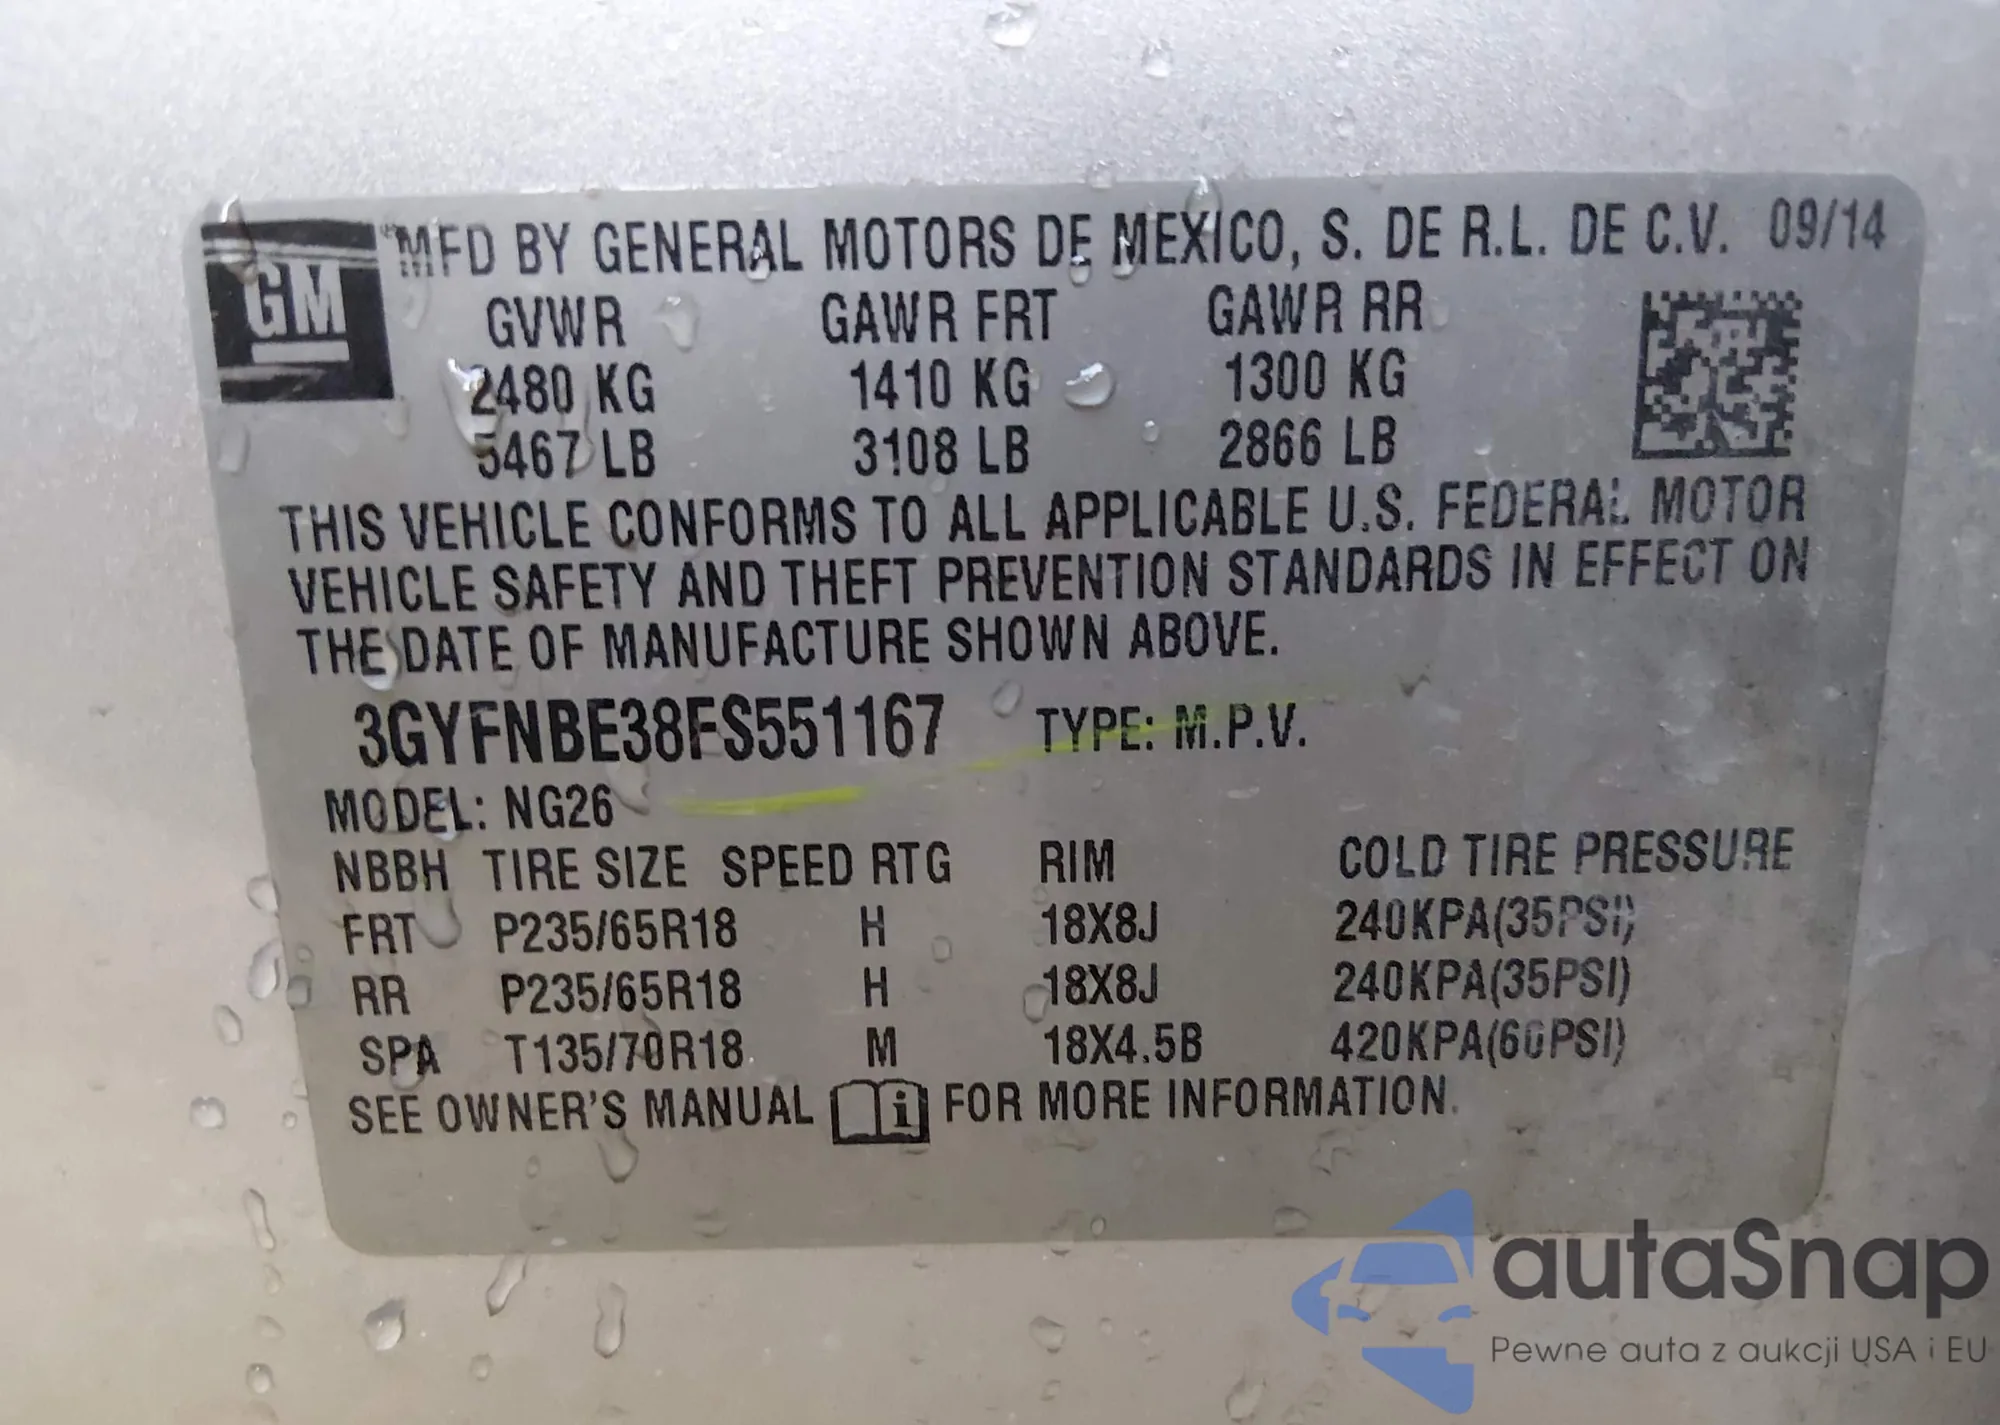 GM
MFD BY GENERAL MOTORS DE MEXICO, S. DE R.L. DE C.V. 09/14
GVWR GAWR FRT GAWR RR
2480 KG 1410 KG 1300 KG
5467 LB 3108 LB 2866 LB
THIS VEHICLE CONFORMS TO ALL APPLICABLE U.S. FEDERAL MOTOR
VEHICLE SAFETY AND THEFT PREVENTION STANDARDS IN EFFECT ON
THE DATE OF MANUFACTURE SHOWN ABOVE.
3GYFNBE38FS551167 TYPE: M.P.V.
MODEL: NG26
NBBH TIRE SIZE SPEED RTG RIM COLD TIRE PRESSURE
FRT P235/65R18 H 18X8J 240KPA(35PSI)
RR P235/65R18 H 18X8J 240KPA(35PSI)
SPA T135/70R18 M 18X4.5B 420KPA(60PSI)
SEE OWNER'S MANUAL i FOR MORE INFORMATION.
autaSnap
Pewne auta z aukcji USA i EU